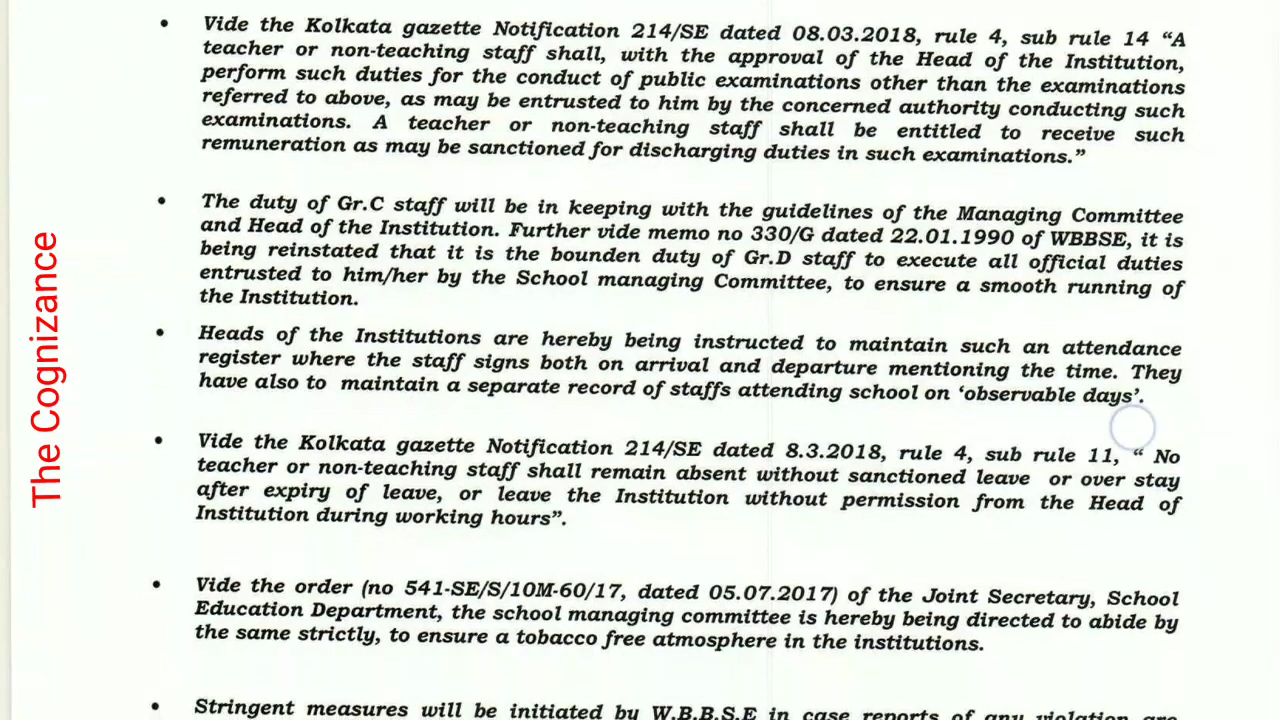 • Vide the Kolkata gazette Notification 214/SE dated 08.03.2018, rule 4, sub rule 14 “A
teacher or non-teaching staff shall, with the approval of the Head of the Institution,
perform such duties for the conduct of public examinations other than the examinations
referred to above, as may be entrusted to him by the concerned authority conducting such
examinations. A teacher or non-teaching staff shall be entitled to receive such
remuneration as may be sanctioned for discharging duties in such examinations.”
• The duty of Gr.C staff will be in keeping with the guidelines of the Managing Committee
and Head of the Institution. Further vide memo no 330/G dated 22.01.1990 of WBBSE, it is
being reinstated that it is the bounden duty of Gr.D staff to execute all official duties
entrusted to him/her by the School managing Committee, to ensure a smooth running of
the Institution.
• Heads of the Institutions are hereby being instructed to maintain such an attendance
register where the staff signs both on arrival and departure mentioning the time. They
have also to maintain a separate record of staffs attending school on ‘observable days’.
• Vide the Kolkata gazette Notification 214/SE dated 8.3.2018, rule 4, sub rule 11, “ No
teacher or non-teaching staff shall remain absent without sanctioned leave or over stay
after expiry of leave, or leave the Institution without permission from the Head of
Institution during working hours”.
• Vide the order (no 541-SE/S/10M-60/17, dated 05.07.2017) of the Joint Secretary, School
Education Department, the school managing committee is hereby being directed to abide by
the same strictly, to ensure a tobacco free atmosphere in the institutions.
• Stringent measures will be initiated by W.B.B.S.E in case reports of any violation are
The Cognizance